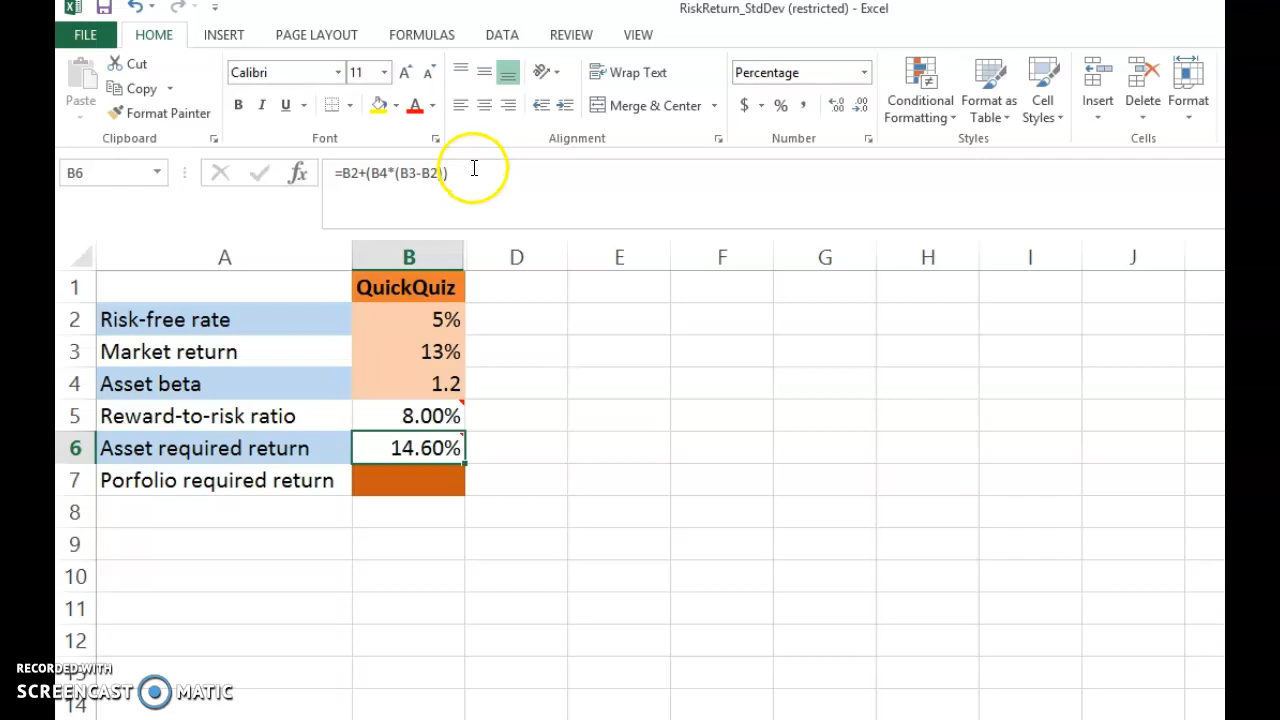 RiskReturn_StdDev (restricted) - Excel
FILE HOME INSERT PAGE LAYOUT FORMULAS DATA REVIEW VIEW
Paste Cut Copy Format Painter
Calibri 11
B I U A
Wrap Text
Merge & Center
Percentage
$ % ,
Conditional Formatting Format as Table Cell Styles
Insert Delete Format
Clipboard Font Alignment Number Styles Cells
B6 fx =B2+(B4*(B3-B2))
A B D E F G H I J
1 QuickQuiz
2 Risk-free rate 5%
3 Market return 13%
4 Asset beta 1.2
5 Reward-to-risk ratio 8.00%
6 Asset required return 14.60%
7 Porfolio required return
8
9
10
11
12
13
14
RECORDED WITH
SCREENCAST MATIC